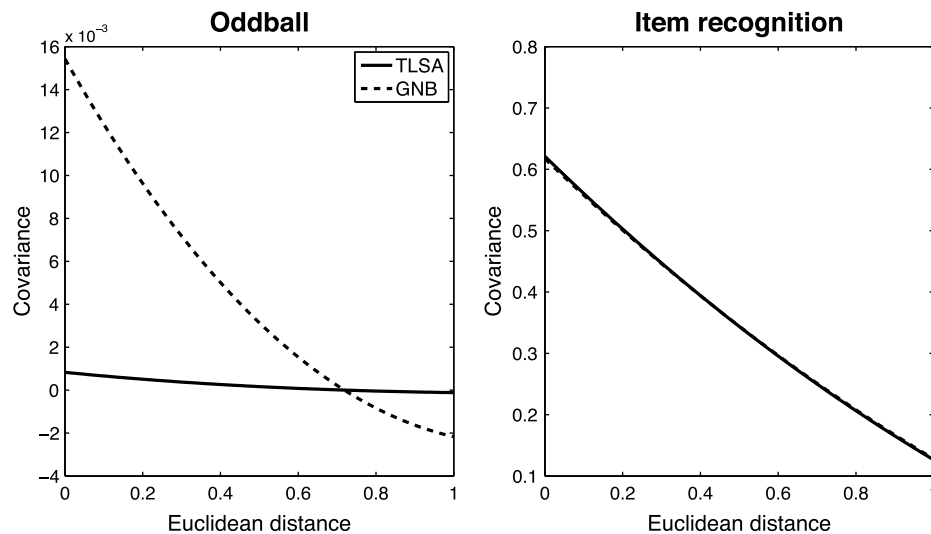 Oddball
x 10⁻³
16
14
12
10
8
6
4
2
0
−2
−4
0 0.2 0.4 0.6 0.8 1
Covariance
Euclidean distance
TLSA
GNB
Item recognition
0.8
0.7
0.6
0.5
0.4
0.3
0.2
0.1
0 0.2 0.4 0.6 0.8 1
Covariance
Euclidean distance